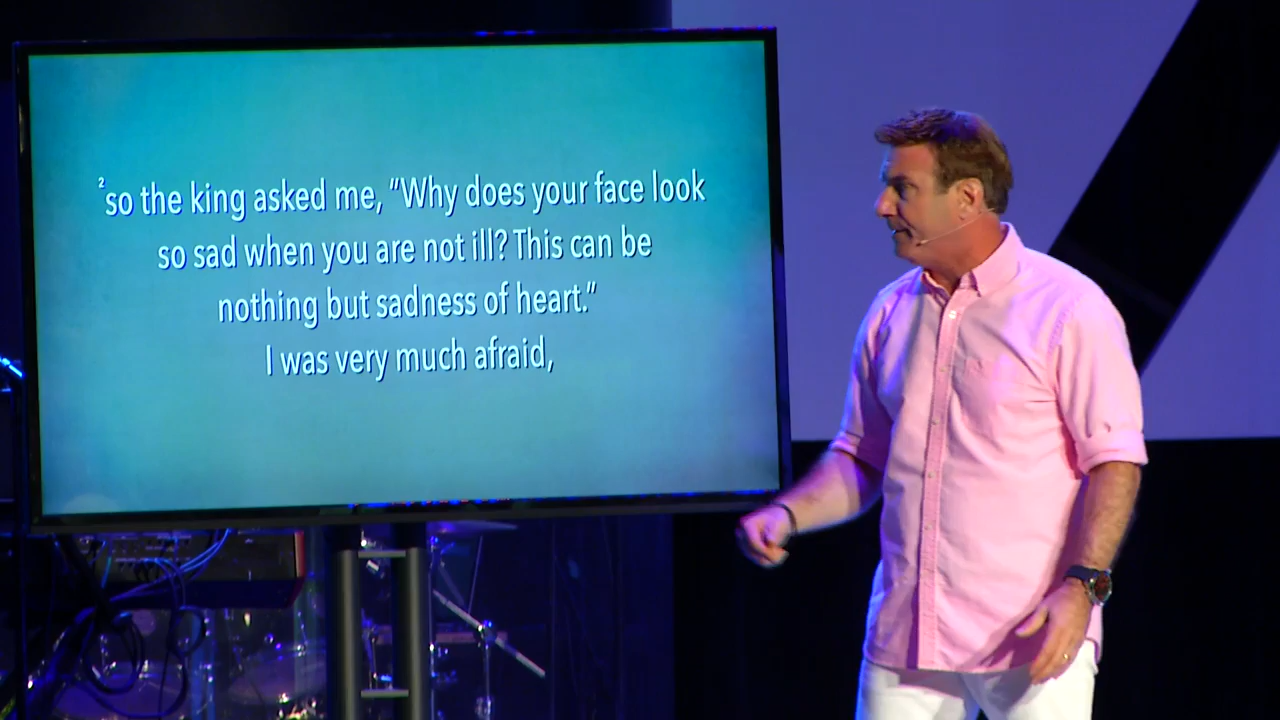 ²so the king asked me, “Why does your face look
so sad when you are not ill? This can be
nothing but sadness of heart.”
I was very much afraid,